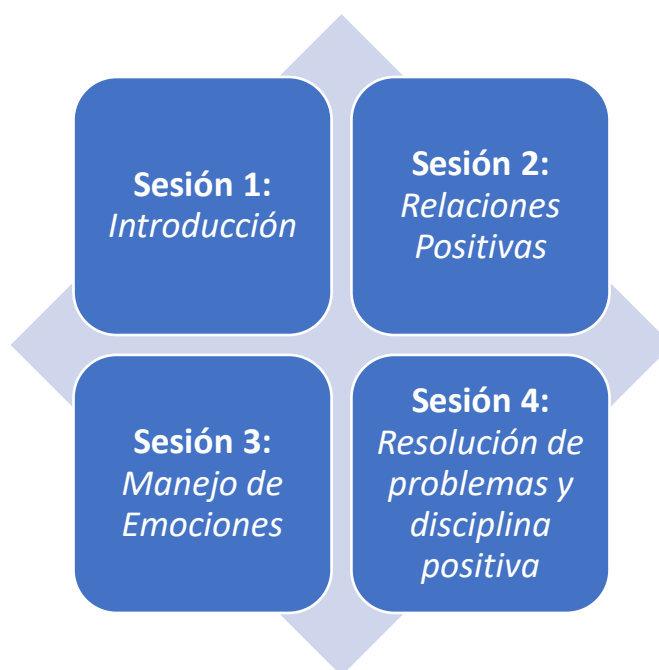 Sesión 1:
Introducción
Sesión 2:
Relaciones
Positivas
Sesión 3:
Manejo de
Emociones
Sesión 4:
Resolución de
problemas y
disciplina
positiva